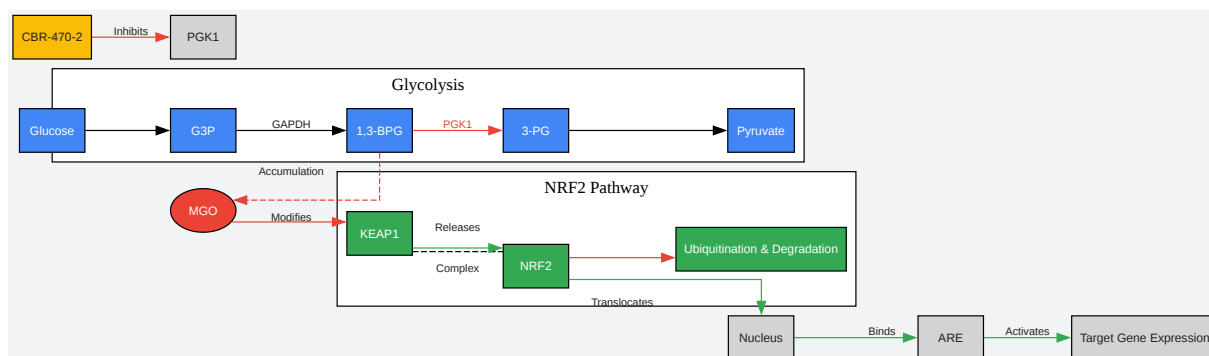 CBR-470-2
Inhibits
PGK1
Glycolysis
Glucose
G3P
GAPDH
1,3-BPG
PGK1
3-PG
Pyruvate
Accumulation
NRF2 Pathway
MGO
Modifies
KEAP1
Releases
Complex
NRF2
Ubiquitination & Degradation
Translocates
Nucleus
Binds
ARE
Activates
Target Gene Expression